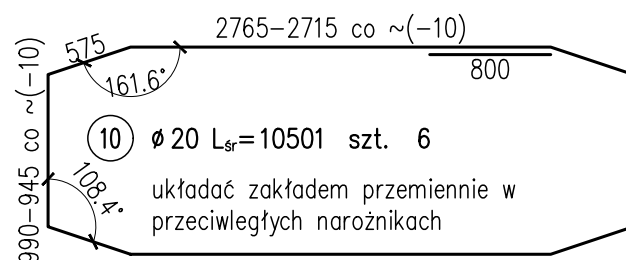 2765-2715 co ~(-10)
575
800
161.6°
990-945 co ~(-10)
10 ø 20 Lśr=10501 szt. 6
108.4°
układać zakładem przemiennie w
przeciwległych narożnikach